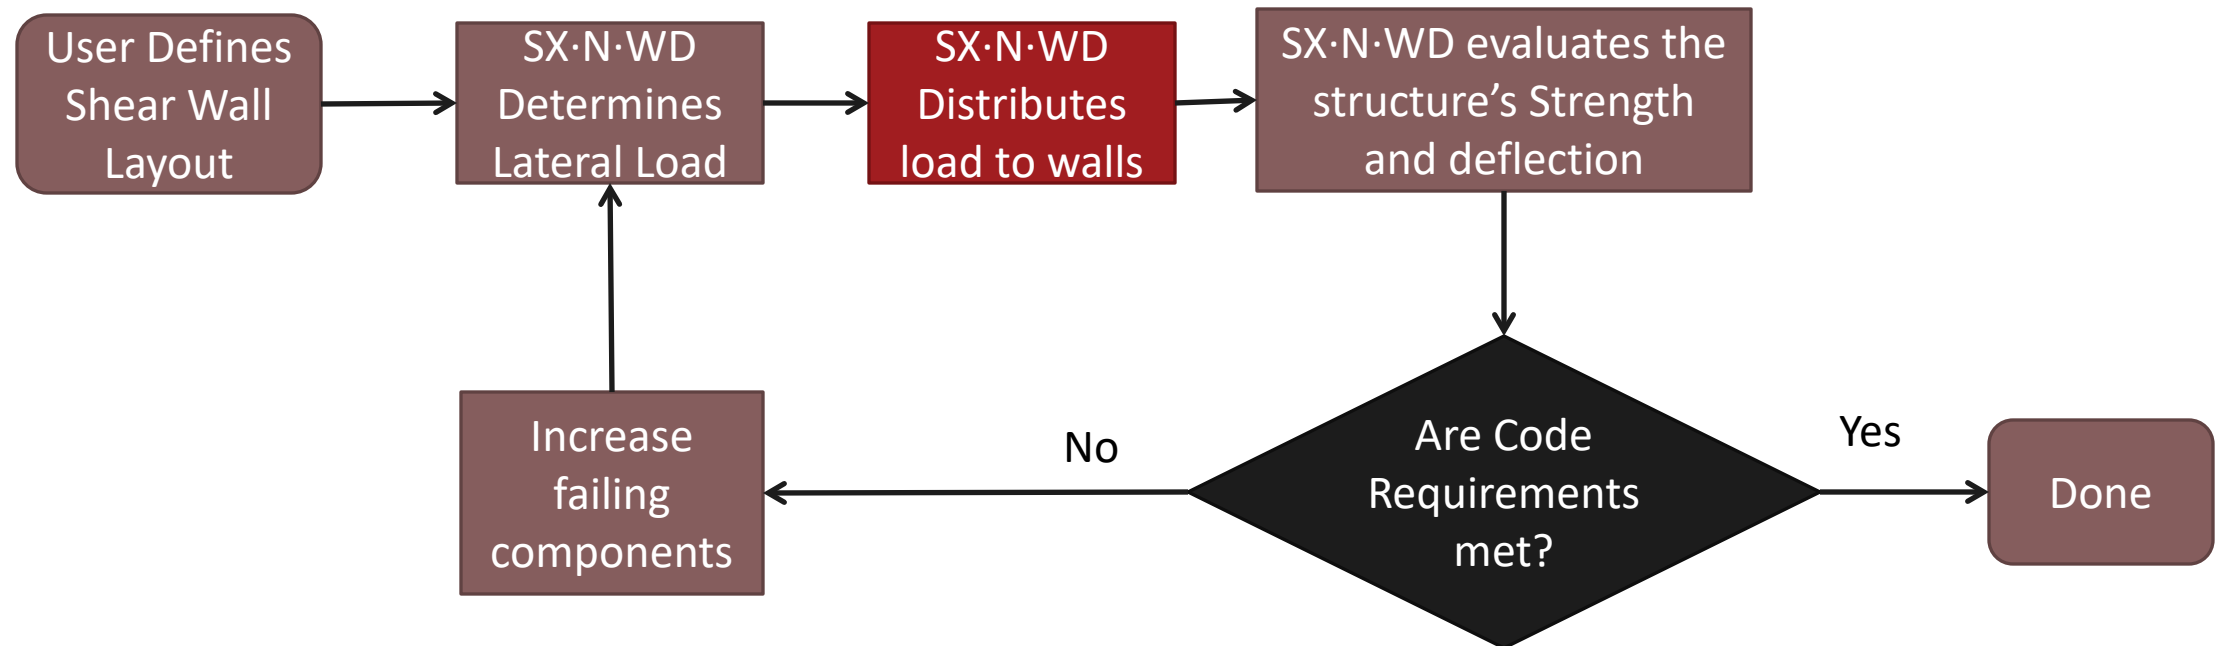 User Defines
Shear Wall
Layout
SX·N·WD
Determines
Lateral Load
SX·N·WD
Distributes
load to walls
SX·N·WD evaluates the
structure’s Strength
and deflection
Increase
failing
components
No
Are Code
Requirements
met?
Yes
Done